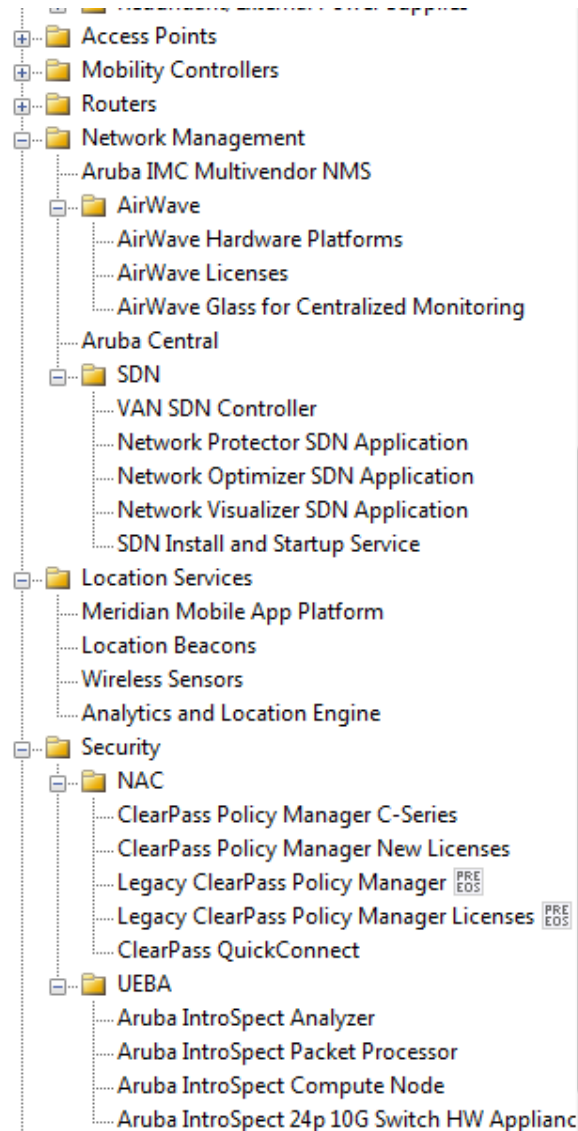 Access Points
Mobility Controllers
Routers
Network Management
Aruba IMC Multivendor NMS
AirWave
AirWave Hardware Platforms
AirWave Licenses
AirWave Glass for Centralized Monitoring
Aruba Central
SDN
VAN SDN Controller
Network Protector SDN Application
Network Optimizer SDN Application
Network Visualizer SDN Application
SDN Install and Startup Service
Location Services
Meridian Mobile App Platform
Location Beacons
Wireless Sensors
Analytics and Location Engine
Security
NAC
ClearPass Policy Manager C-Series
ClearPass Policy Manager New Licenses
Legacy ClearPass Policy Manager PRE EOS
Legacy ClearPass Policy Manager Licenses PRE EOS
ClearPass QuickConnect
UEBA
Aruba IntroSpect Analyzer
Aruba IntroSpect Packet Processor
Aruba IntroSpect Compute Node
Aruba IntroSpect 24p 10G Switch HW Applianc